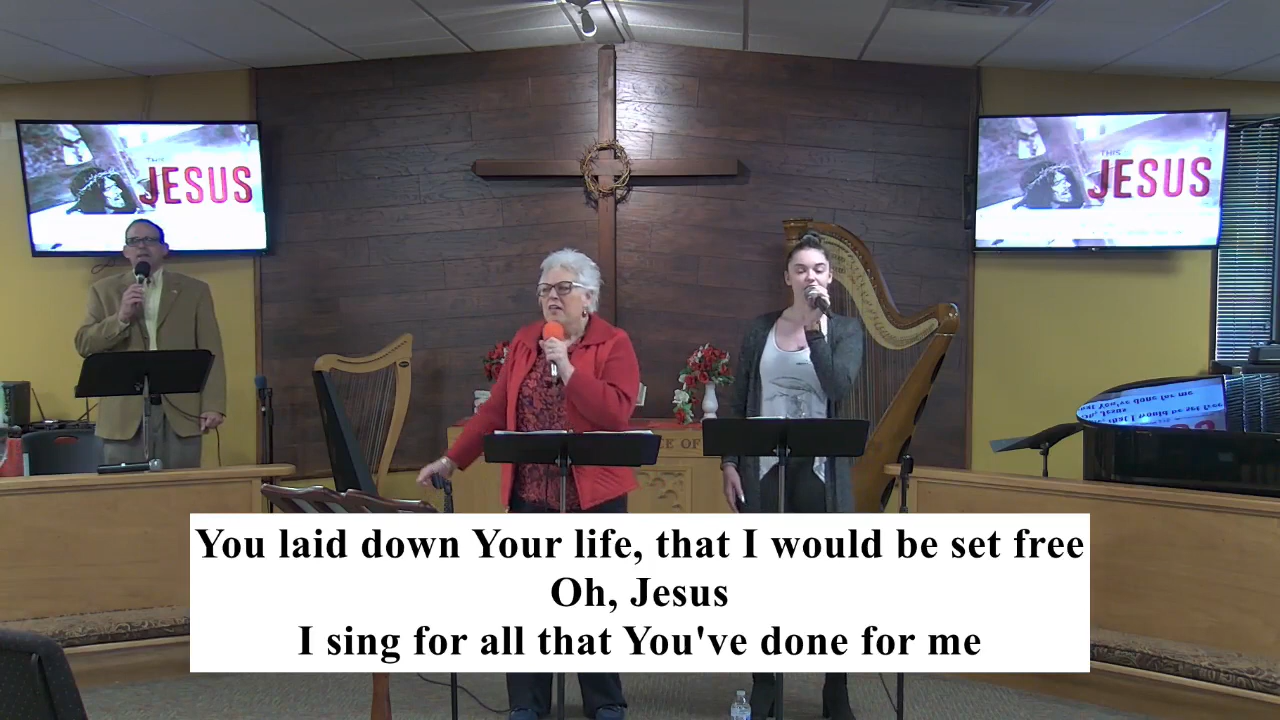 THIS
JESUS
THIS
JESUS
You laid down Your life, that I would be set free
Oh, Jesus
I sing for all that You've done for me